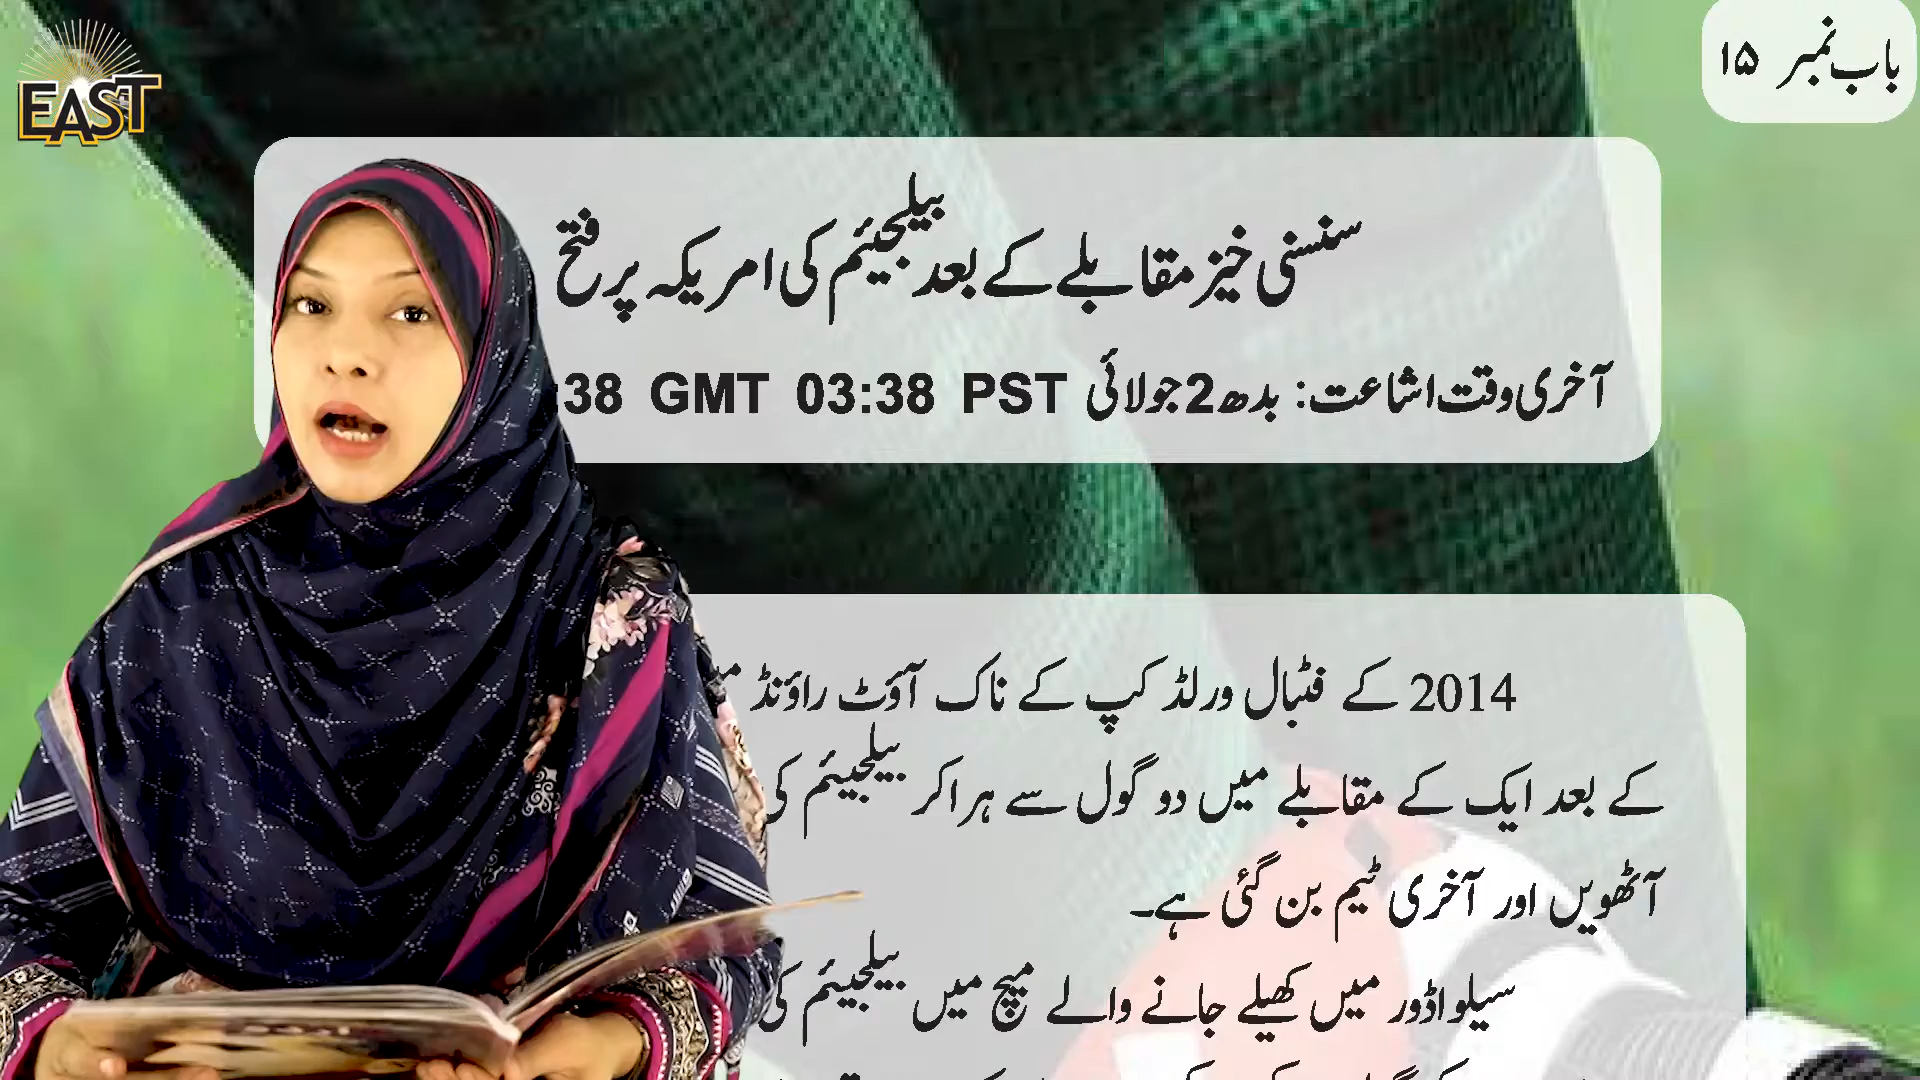 EAST
باب نمبر ۱۵
سنسنی خیز مقابلے کے بعد بیلجیئم کی امریکہ پر فتح
آخری وقت اشاعت: بدھ 2 جولائی 03:38 PST :38 GMT
2014 کے فٹبال ورلڈ کپ کے ناک آؤٹ راؤنڈ
کے بعد ایک کے مقابلے میں دو گول سے ہرا کر بیلجیئم کی
آٹھویں اور آخری ٹیم بن گئی ہے۔
سیلواڈور میں کھیلے جانے والے میچ میں بیلجیئم کی